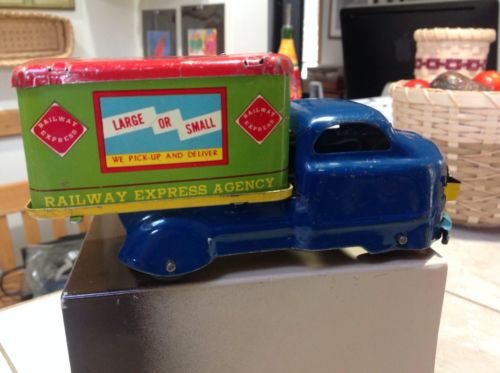 RAILWAY
EXPRESS
LARGE OR SMALL
WE PICK-UP AND DELIVER
RAILWAY
EXPRESS
RAILWAY EXPRESS AGENCY